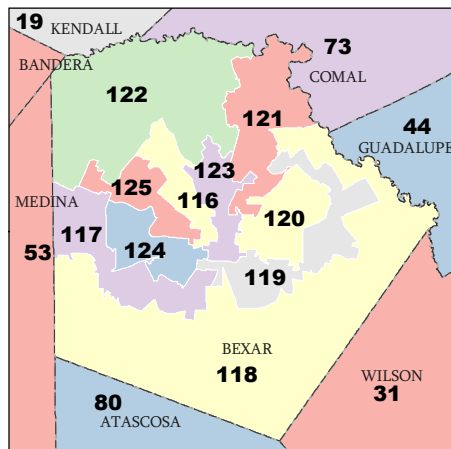 19
KENDALL
73
BANDERA
COMAL
122
121
44
GUADALUPE
123
125
MEDINA
116
120
117
53
124
119
BEXAR
118
WILSON
31
80
ATASCOSA